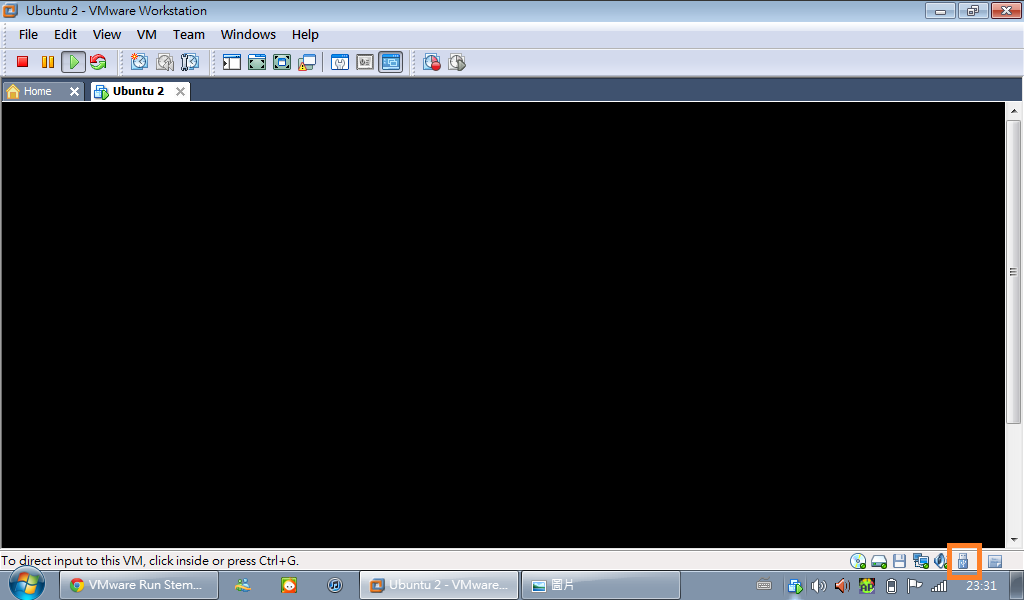 Ubuntu 2 - VMware Workstation
File Edit View VM Team Windows Help
Home Ubuntu 2
To direct input to this VM, click inside or press Ctrl+G.
VMware Run Stem... Ubuntu 2 - VMware... 圖片 AP 23:31